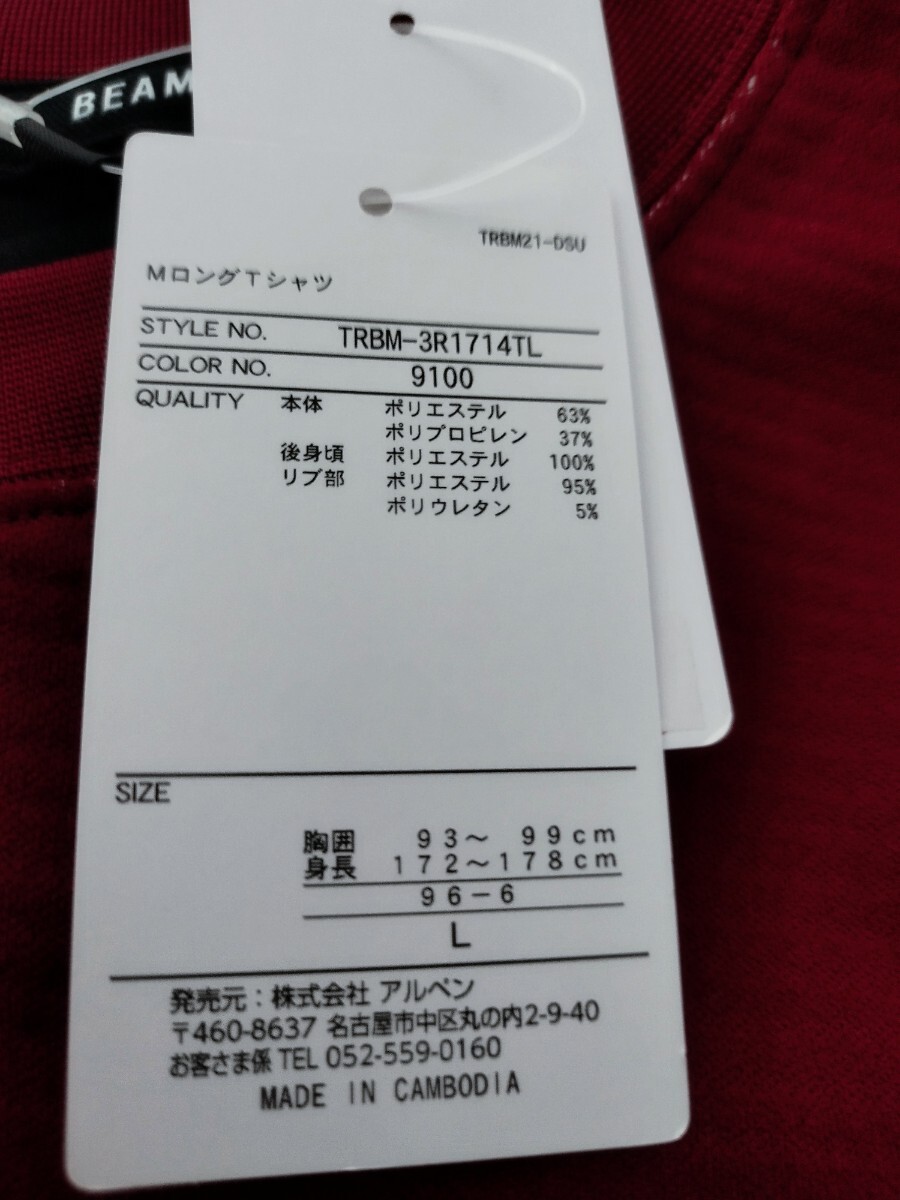 BEAM
TRBM21-DSU
MロングTシャツ
STYLE NO. TRBM-3R1714TL
COLOR NO. 9100
QUALITY 本体 ポリエステル 63%
ポリプロピレン 37%
後身頃 ポリエステル 100%
リブ部 ポリエステル 95%
ポリウレタン 5%
SIZE
胸囲 93～ 99cm
身長 172～178cm
96-6
L
発売元：株式会社 アルペン
〒460-8637 名古屋市中区丸の内2-9-40
お客さま係 TEL 052-559-0160
MADE IN CAMBODIA